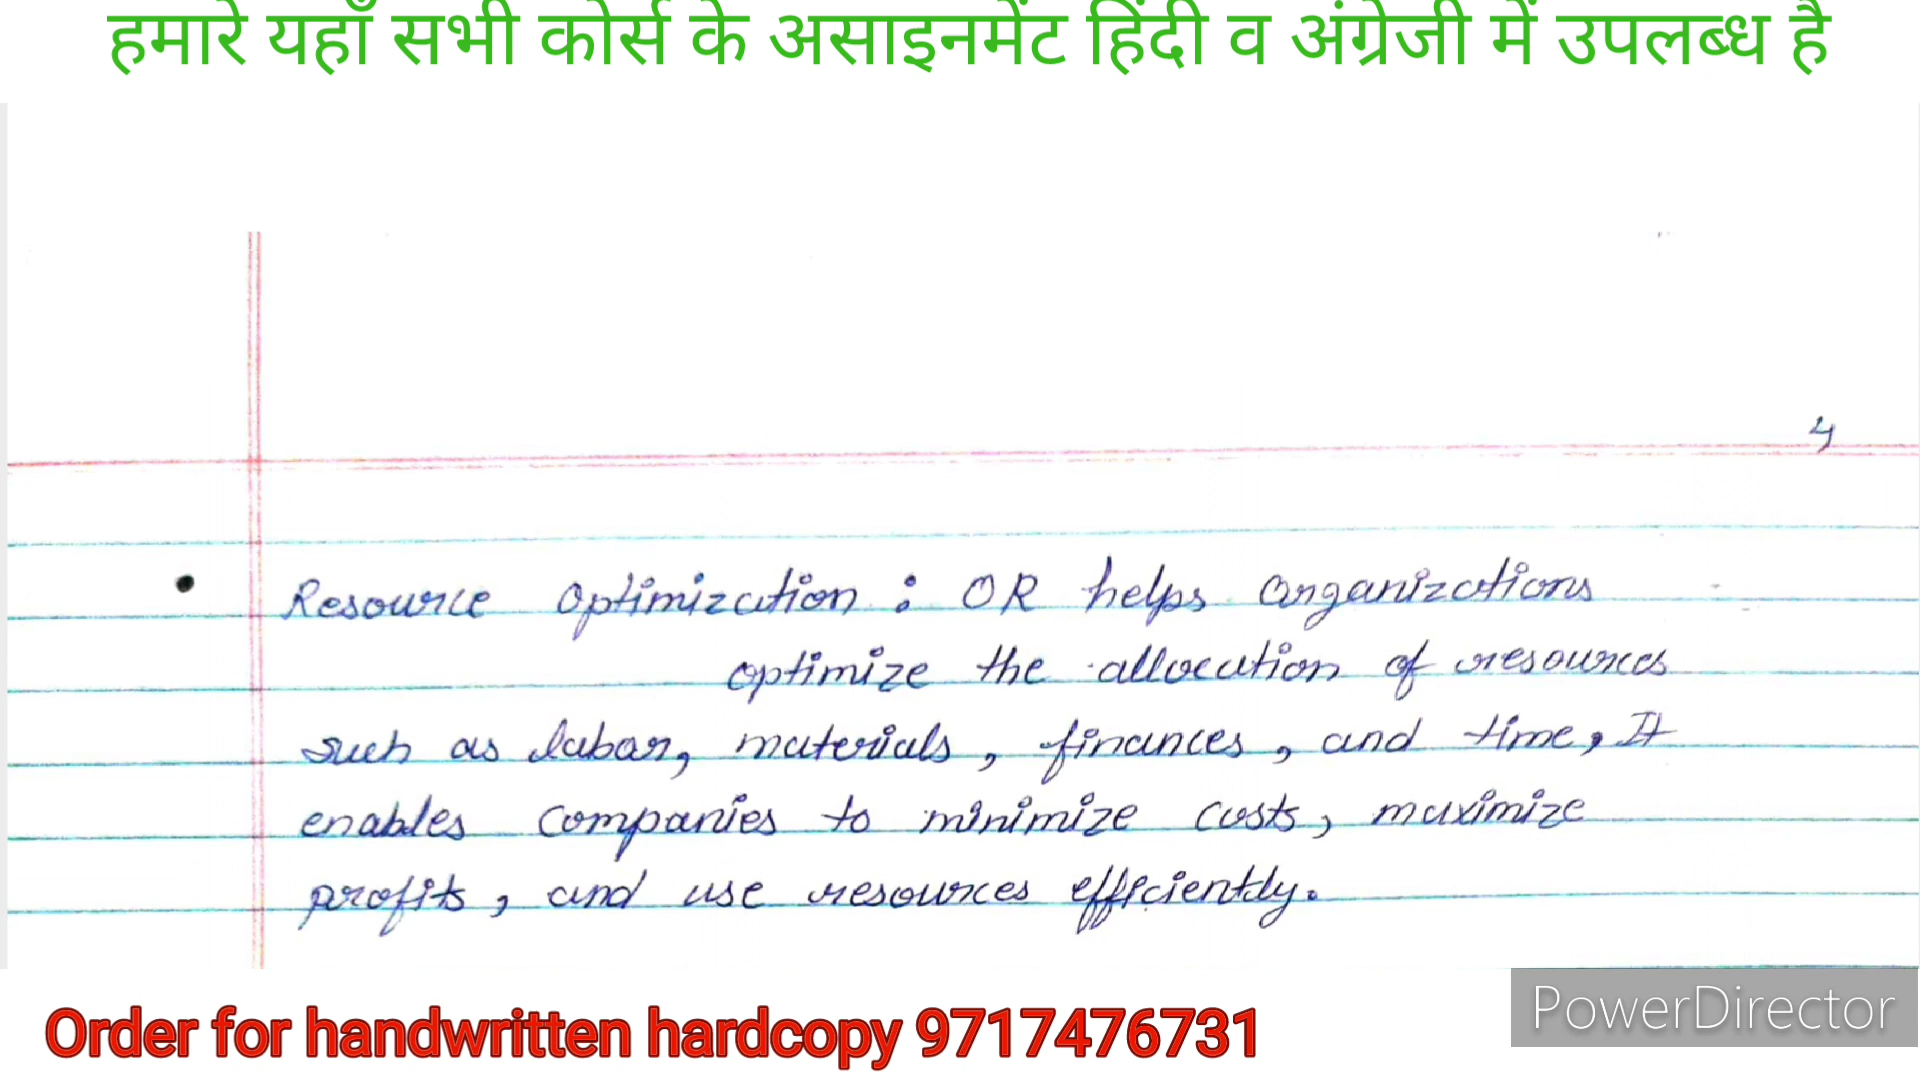 हमारे यहाँ सभी कोर्स के असाइनमेंट हिंदी व अंग्रेजी में उपलब्ध है
4
• Resource Optimization : OR helps Organizations
optimize the allocation of resources
such as labor, materials, finances, and time, It
enables Companies to minimize costs, maximize
profits, and use resources efficiently.
Order for handwritten hardcopy 9717476731
PowerDirector